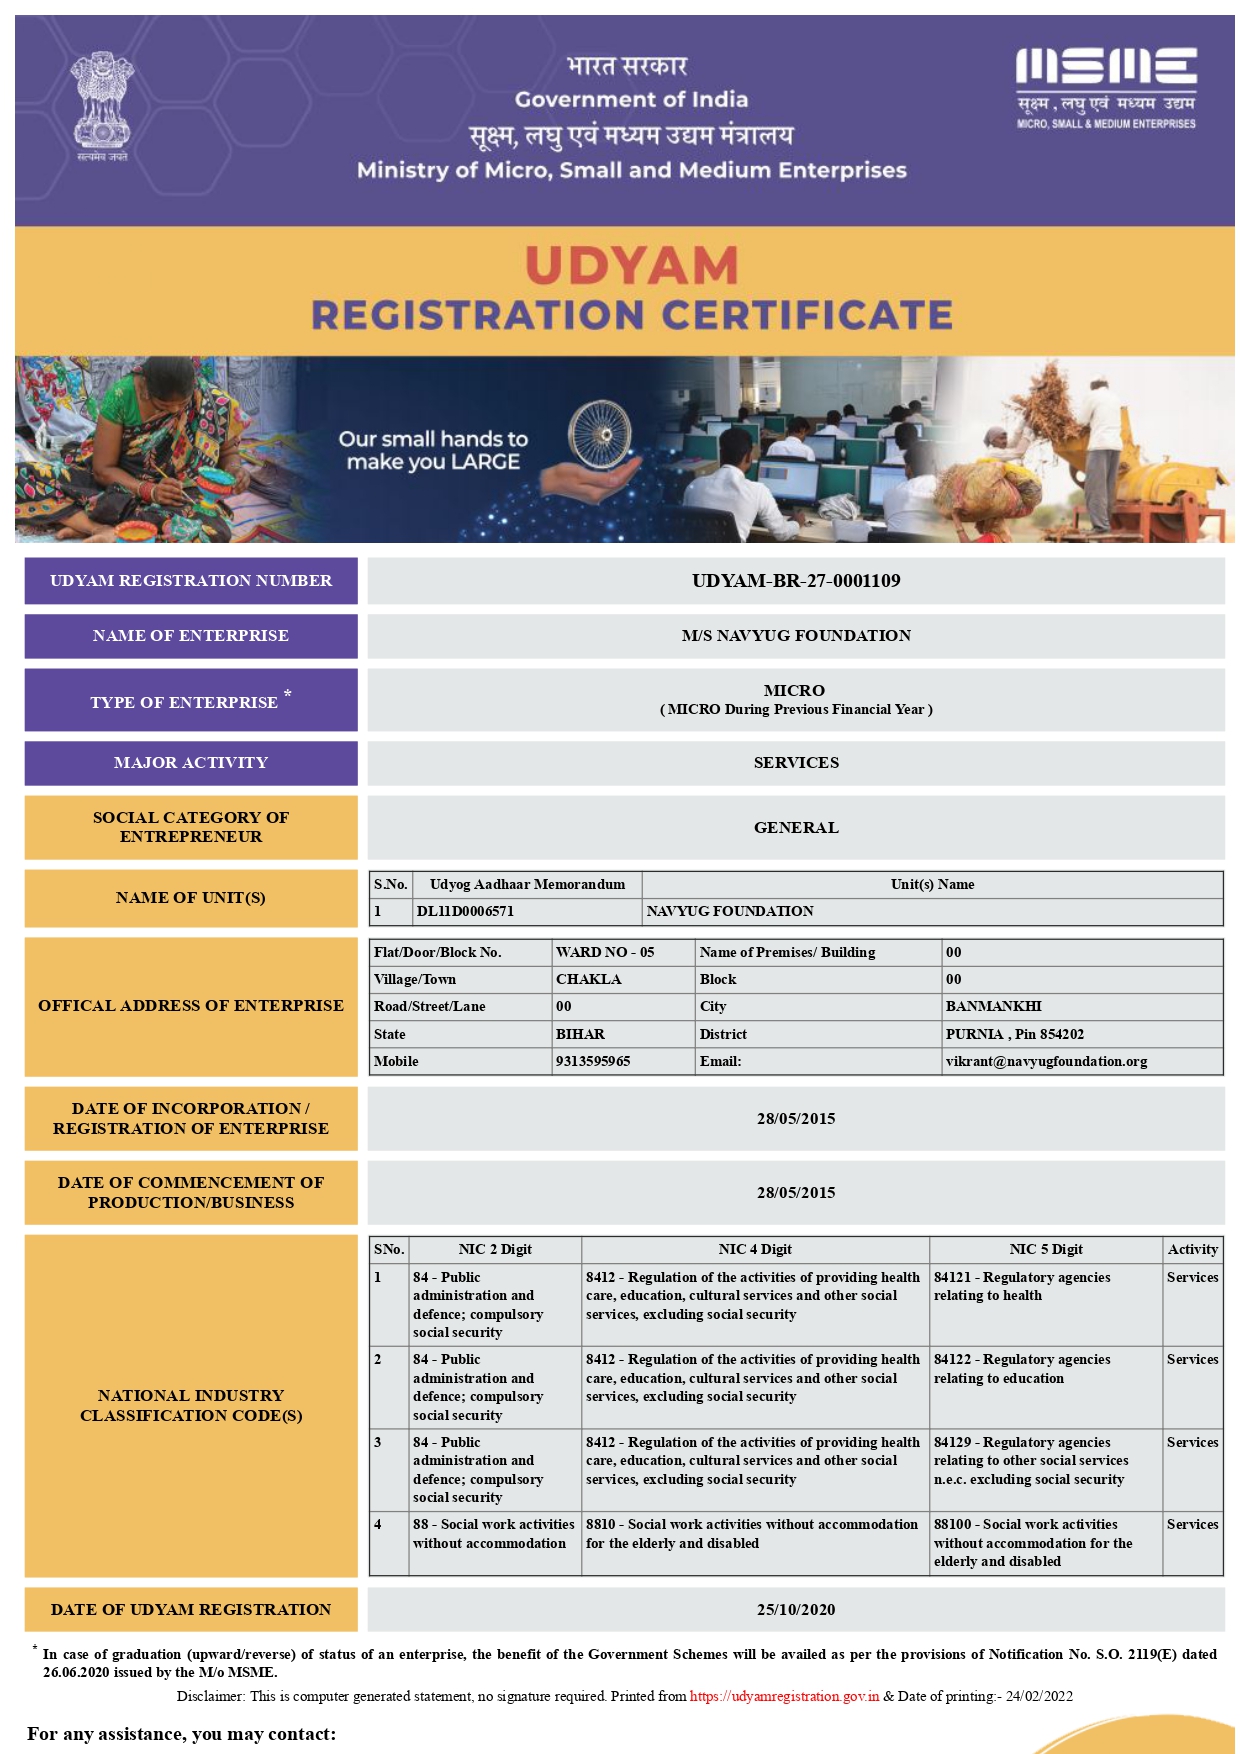 भारत सरकार
Government of India
सूक्ष्म, लघु एवं मध्यम उद्यम मंत्रालय
Ministry of Micro, Small and Medium Enterprises
सत्यमेव जयते
MSME
सूक्ष्म , लघु एवं मध्यम उद्यम
MICRO, SMALL & MEDIUM ENTERPRISES
UDYAM
REGISTRATION CERTIFICATE
Our small hands to
make you LARGE
UDYAM REGISTRATION NUMBER
UDYAM-BR-27-0001109
NAME OF ENTERPRISE
M/S NAVYUG FOUNDATION
TYPE OF ENTERPRISE *
MICRO
( MICRO During Previous Financial Year )
MAJOR ACTIVITY
SERVICES
SOCIAL CATEGORY OF
ENTREPRENEUR
GENERAL
NAME OF UNIT(S)
S.No. Udyog Aadhaar Memorandum Unit(s) Name
1 DL11D0006571 NAVYUG FOUNDATION
OFFICAL ADDRESS OF ENTERPRISE
Flat/Door/Block No. WARD NO - 05 Name of Premises/ Building 00
Village/Town CHAKLA Block 00
Road/Street/Lane 00 City BANMANKHI
State BIHAR District PURNIA , Pin 854202
Mobile 9313595965 Email: vikrant@navyugfoundation.org
DATE OF INCORPORATION /
REGISTRATION OF ENTERPRISE
28/05/2015
DATE OF COMMENCEMENT OF
PRODUCTION/BUSINESS
28/05/2015
NATIONAL INDUSTRY
CLASSIFICATION CODE(S)
SNo. NIC 2 Digit NIC 4 Digit NIC 5 Digit Activity
1 84 - Public 8412 - Regulation of the activities of providing health 84121 - Regulatory agencies Services
administration and care, education, cultural services and other social relating to health
defence; compulsory services, excluding social security
social security
2 84 - Public 8412 - Regulation of the activities of providing health 84122 - Regulatory agencies Services
administration and care, education, cultural services and other social relating to education
defence; compulsory services, excluding social security
social security
3 84 - Public 8412 - Regulation of the activities of providing health 84129 - Regulatory agencies Services
administration and care, education, cultural services and other social relating to other social services
defence; compulsory services, excluding social security n.e.c. excluding social security
social security
4 88 - Social work activities 8810 - Social work activities without accommodation 88100 - Social work activities Services
without accommodation for the elderly and disabled without accommodation for the
elderly and disabled
DATE OF UDYAM REGISTRATION
25/10/2020
* In case of graduation (upward/reverse) of status of an enterprise, the benefit of the Government Schemes will be availed as per the provisions of Notification No. S.O. 2119(E) dated
26.06.2020 issued by the M/o MSME.
Disclaimer: This is computer generated statement, no signature required. Printed from https://udyamregistration.gov.in & Date of printing:- 24/02/2022
For any assistance, you may contact: